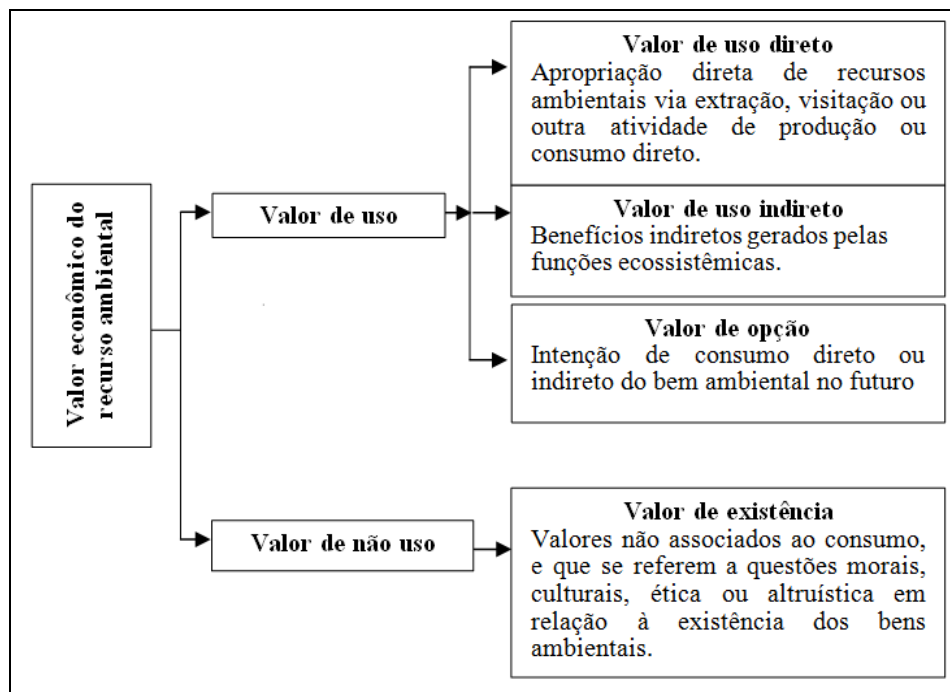 Valor econômico do
recurso ambiental
Valor de uso
Valor de uso direto
Apropriação direta de recursos
ambientais via extração, visitação ou
outra atividade de produção ou
consumo direto.
Valor de uso indireto
Benefícios indiretos gerados pelas
funções ecossistêmicas.
Valor de opção
Intenção de consumo direto ou
indireto do bem ambiental no futuro
Valor de não uso
Valor de existência
Valores não associados ao consumo,
e que se referem a questões morais,
culturais, ética ou altruística em
relação à existência dos bens
ambientais.